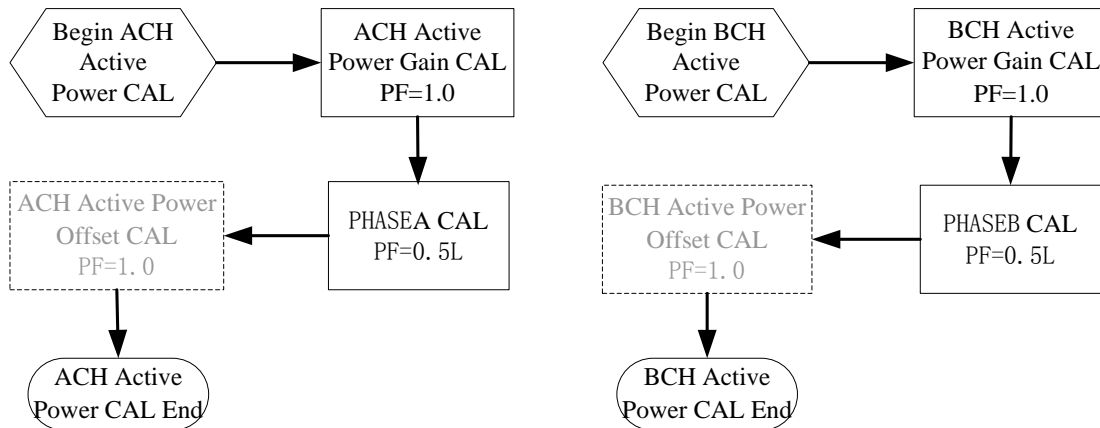 Begin ACH
Active
Power CAL
ACH Active
Power Gain CAL
PF=1.0
PHASEA CAL
PF=0.5L
ACH Active Power
Offset CAL
PF=1.0
ACH Active
Power CAL End
Begin BCH
Active
Power CAL
BCH Active
Power Gain CAL
PF=1.0
PHASEB CAL
PF=0.5L
BCH Active Power
Offset CAL
PF=1.0
BCH Active
Power CAL End